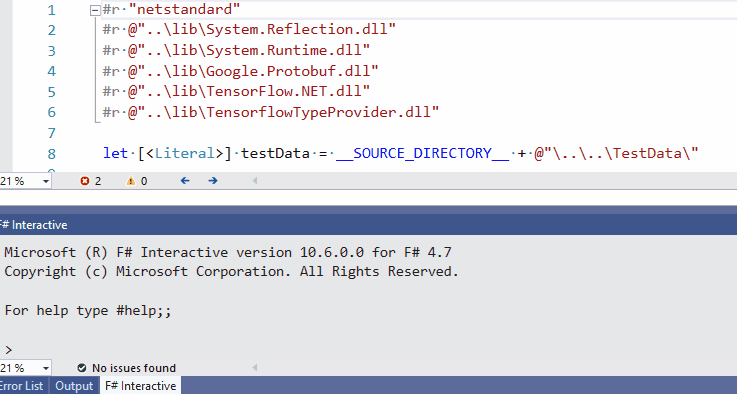 1 #r "netstandard"
2 #r @"..\lib\System.Reflection.dll"
3 #r @"..\lib\System.Runtime.dll"
4 #r @"..\lib\Google.Protobuf.dll"
5 #r @"..\lib\TensorFlow.NET.dll"
6 #r @"..\lib\TensorflowTypeProvider.dll"
7
8 let [<Literal>] testData = __SOURCE_DIRECTORY__ + @"\..\..\TestData\"
21 % 2 0
F# Interactive
Microsoft (R) F# Interactive version 10.6.0.0 for F# 4.7
Copyright (c) Microsoft Corporation. All Rights Reserved.
For help type #help;;
>
21 % No issues found
Error List Output F# Interactive